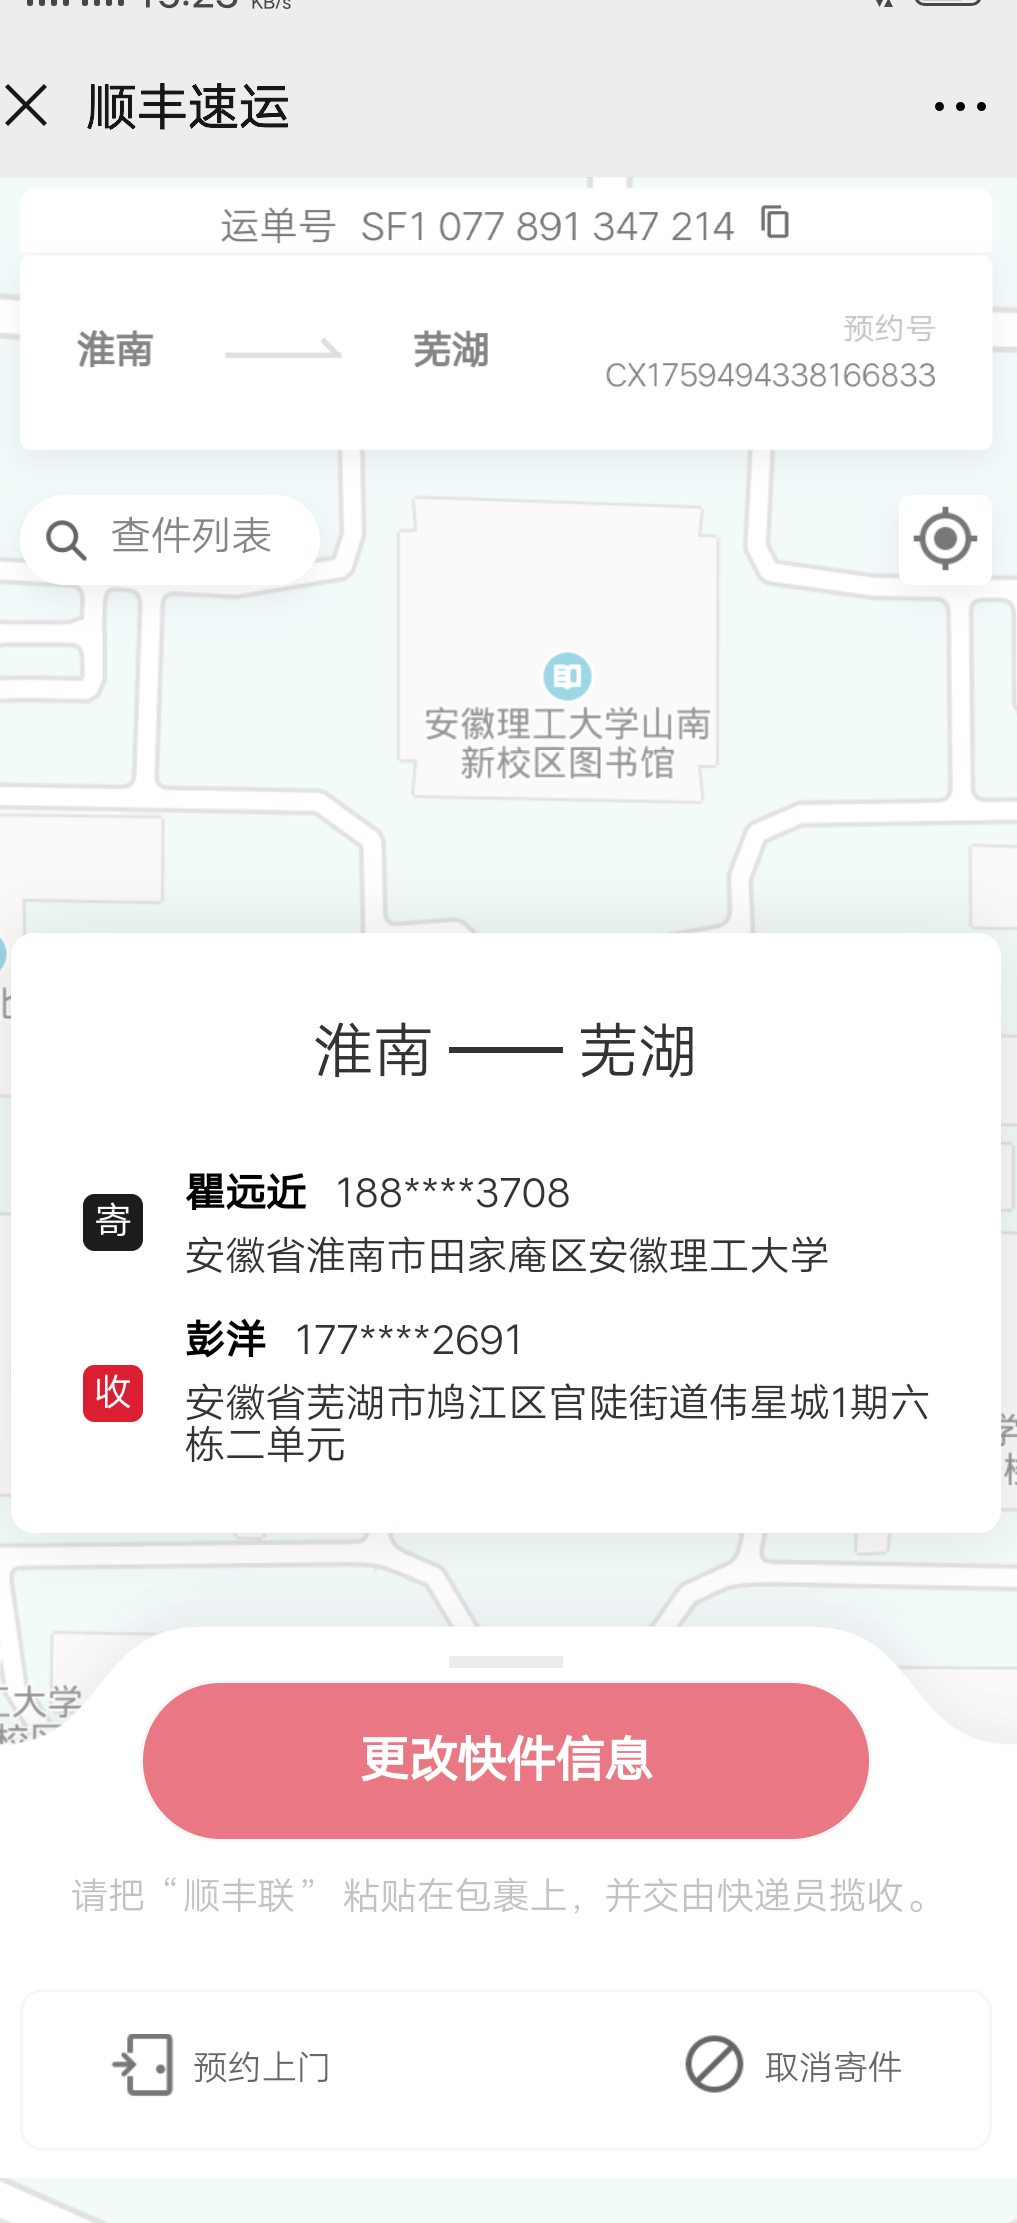 KB/s
顺丰速运
运单号 SF1 077 891 347 214
淮南 芜湖
预约号
CX1759494338166833
查件列表
安徽理工大学山南
新校区图书馆
淮南 —— 芜湖
瞿远近 188****3708
寄
安徽省淮南市田家庵区安徽理工大学
彭洋 177****2691
收
安徽省芜湖市鸠江区官陡街道伟星城1期六
栋二单元
工大学
校区
更改快件信息
请把“顺丰联” 粘贴在包裹上，并交由快递员揽收。
预约上门
取消寄件